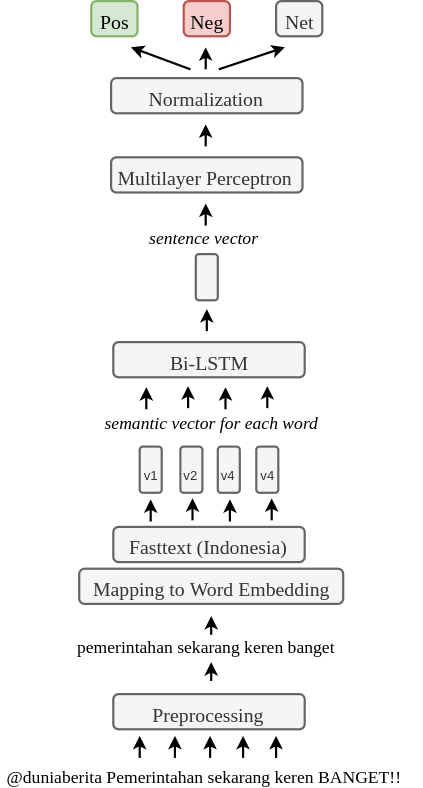 Pos Neg Net
Normalization
Multilayer Perceptron
sentence vector
Bi-LSTM
semantic vector for each word
v1 v2 v4 v4
Fasttext (Indonesia)
Mapping to Word Embedding
pemerintahan sekarang keren banget
Preprocessing
@duniaberita Pemerintahan sekarang keren BANGET!!